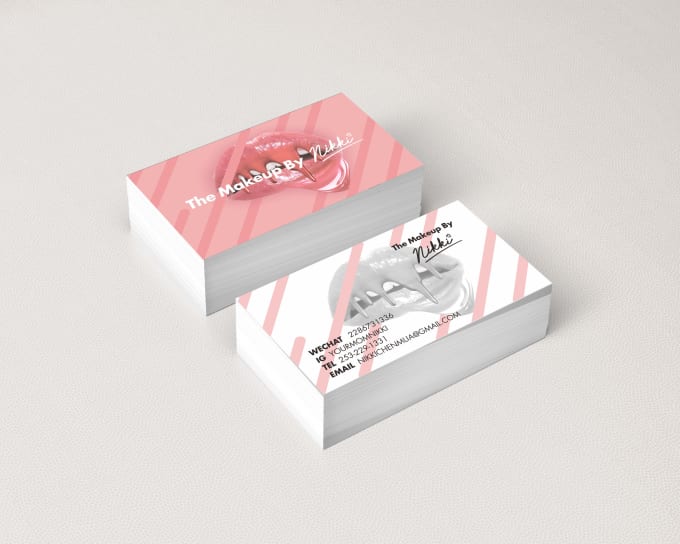 The Makeup By Nikki
The Makeup By
Nikki
WECHAT 2286731336
IG YOURMOMNIKKI
TEL 253-229-1331
EMAIL NIKKICHENMUA@GMAIL.COM